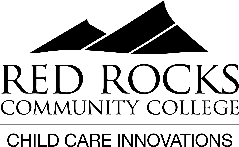 RED ROCKS
COMMUNITY COLLEGE
CHILD CARE INNOVATIONS